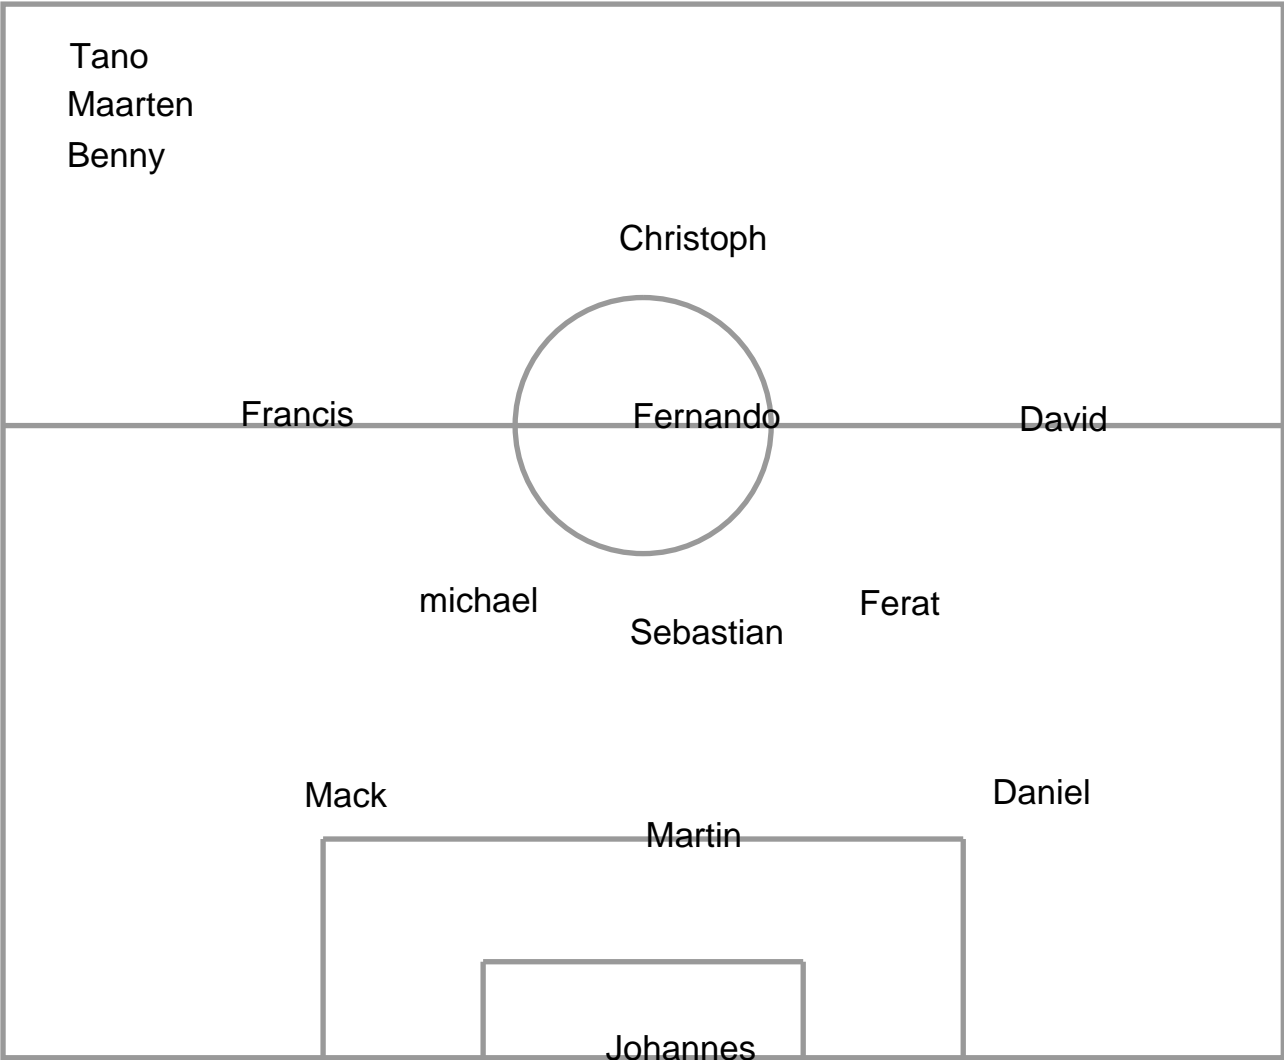 Tano
Maarten
Benny
Christoph
Francis Fernando David
michael Sebastian Ferat
Mack Martin Daniel
Johannes